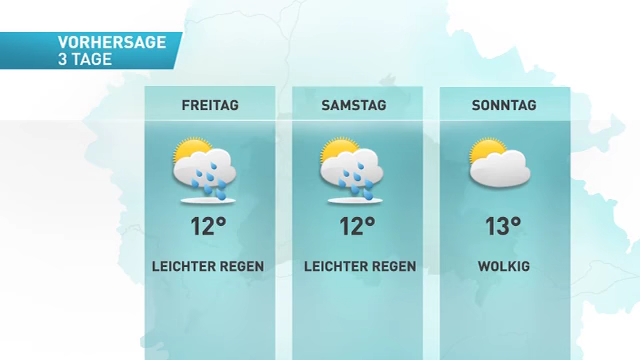 VORHERSAGE
3 TAGE
FREITAG
SAMSTAG
SONNTAG
12°
12°
13°
LEICHTER REGEN
LEICHTER REGEN
WOLKIG